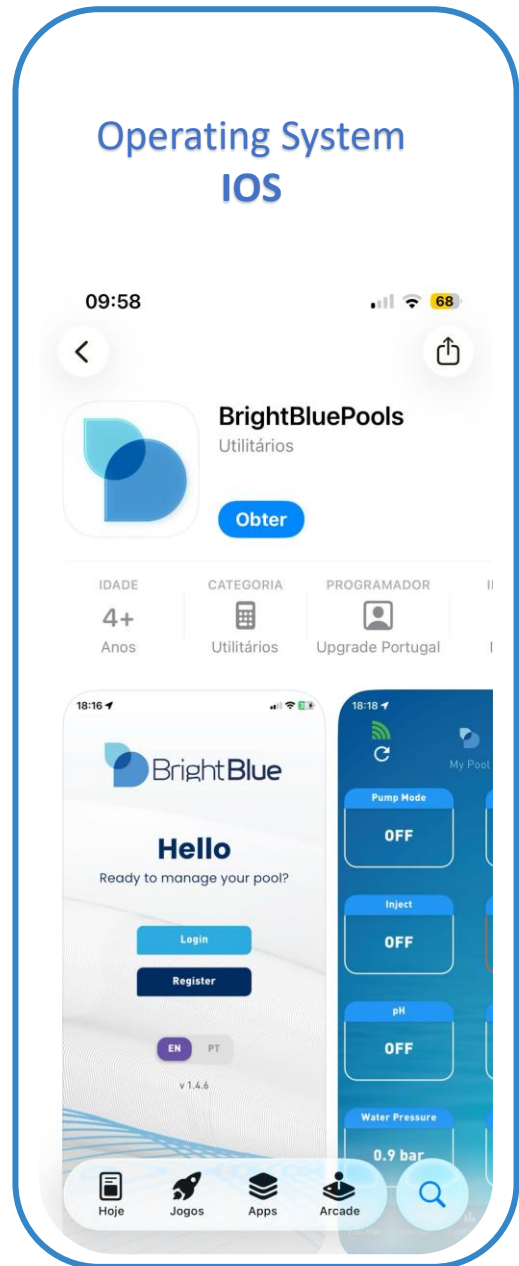 Operating System
IOS
09:58
68
BrightBluePools
Utilitários
Obter
IDADE
4+
Anos
CATEGORIA
Utilitários
PROGRAMADOR
Upgrade Portugal
18:16
BrightBlue
Hello
Ready to manage your pool?
Login
Register
EN PT
v 1.4.6
18:18
My Pool
Pump Mode
OFF
Inject
OFF
pH
OFF
Water Pressure
0.9 bar
Hoje
Jogos
Apps
Arcade